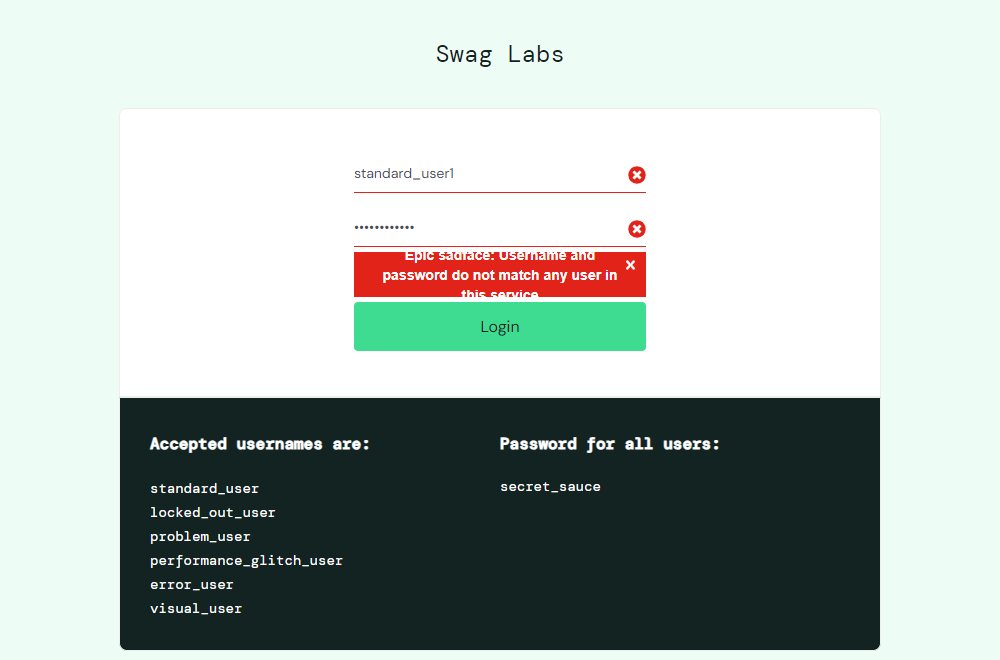 Swag Labs
standard_user1
••••••••••••
Epic sadface: Username and
password do not match any user in
this service
Login
Accepted usernames are:
standard_user
locked_out_user
problem_user
performance_glitch_user
error_user
visual_user
Password for all users:
secret_sauce